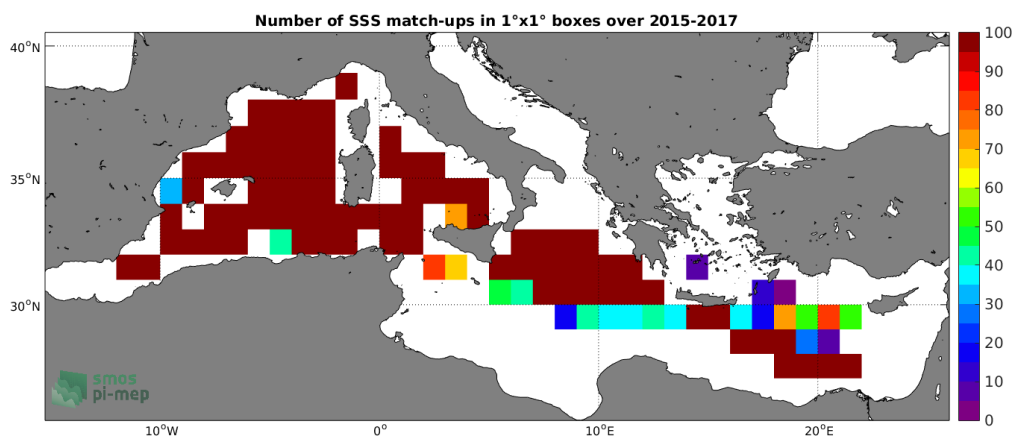 Number of SSS match-ups in 1°x1° boxes over 2015-2017
40°N
35°N
30°N
10°W
0°
10°E
20°E
100
90
80
70
60
50
40
30
20
10
0
smos
pi-mep